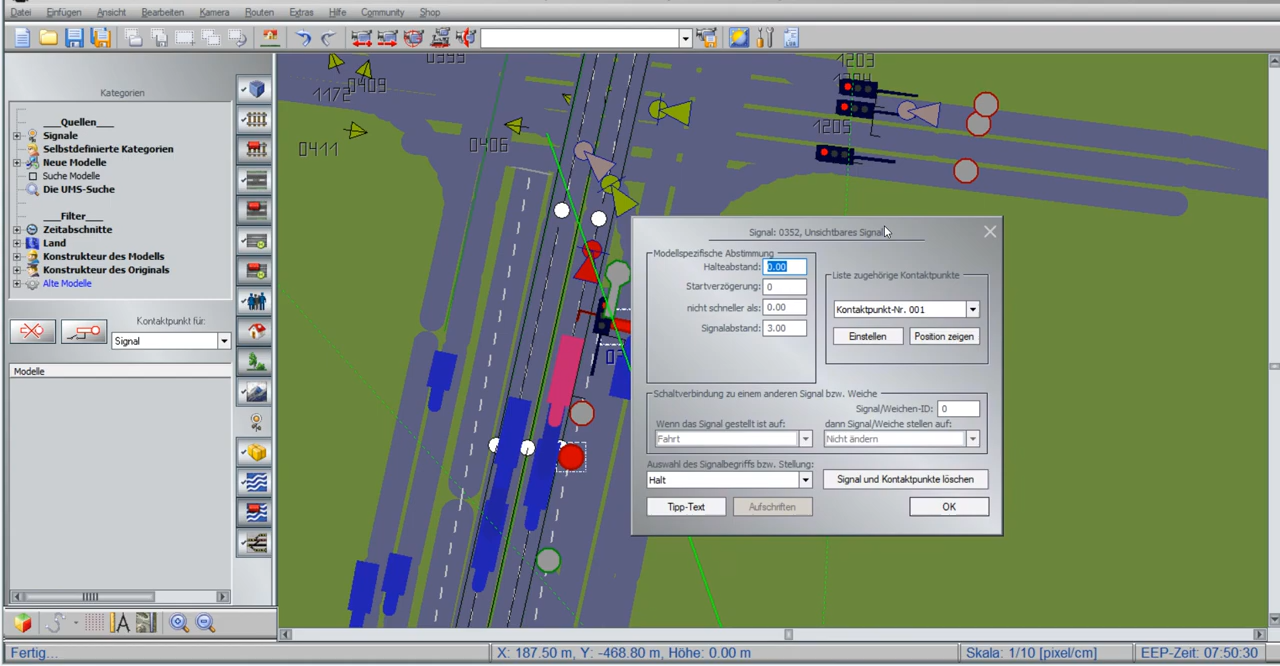 Datei Einfügen Ansicht Bearbeiten Kamera Routen Extras Hilfe Community Shop
Kategorien
___Quellen___
Signale
Selbstdefinierte Kategorien
Neue Modelle
Suche Modelle
Die UMS-Suche
___Filter___
Zeitabschnitte
Land
Konstrukteure des Modells
Konstrukteure des Originals
Alte Modelle
Kontaktpunkt für:
Signal
Modelle
0399
1172
0409
0411
0406
1203
1205
Signal: 0352, Unsichtbares Signal
Modellspezifische Abstimmung
Halteabstand: 0.00
Startverzögerung: 0
nicht schneller als: 0.00
Signalabstand: 3.00
Liste zugehörige Kontaktpunkte
Kontaktpunkt-Nr. 001
Einstellen
Position zeigen
Schaltverbindung zu einem anderen Signal bzw. Weiche
Signal/Weichen-ID: 0
Wenn das Signal gestellt ist auf:
dann Signal/Weiche stellen auf:
Fahrt
Nicht ändern
Auswahl des Signalbegriffs bzw. Stellung:
Halt
Signal und Kontaktpunkte löschen
Tipp-Text
Aufschriften
OK
Fertig...
X: 187.50 m, Y: -468.80 m, Höhe: 0.00 m
Skala: 1/10 [pixel/cm]
EEP-Zeit: 07:50:30